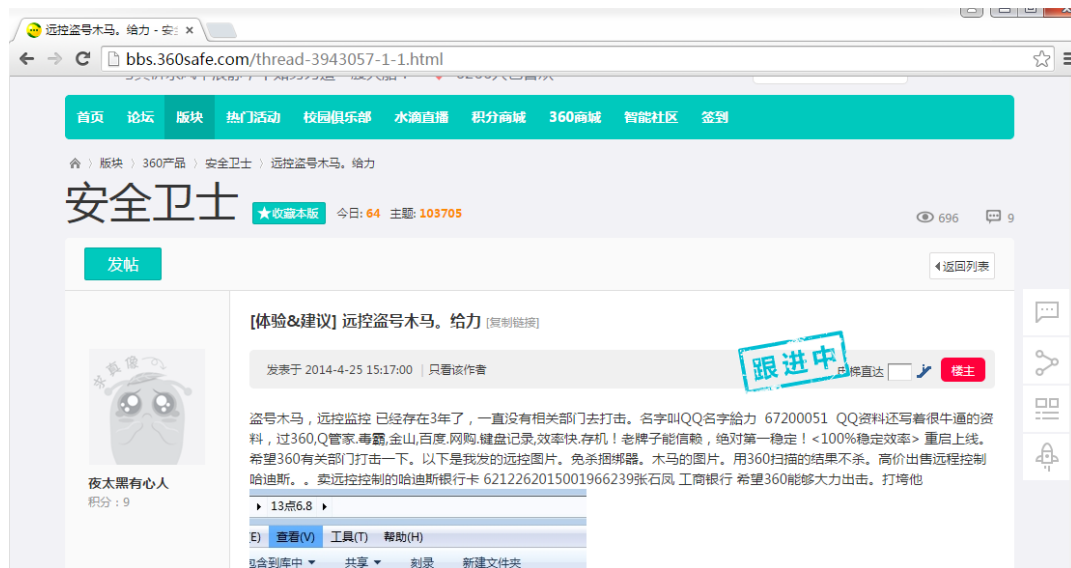 远控盗号木马。给力 - 安
bbs.360safe.com/thread-3943057-1-1.html
首页 论坛 版块 热门活动 校园俱乐部 水滴直播 积分商城 360商城 智能社区 签到
版块 〉 360产品 〉 安全卫士 〉 远控盗号木马。给力
安全卫士 ★收藏本版 今日: 64 主题: 103705
696 9
发帖 返回列表
[体验&建议] 远控盗号木马。给力 [复制链接]
跟进中
发表于 2014-4-25 15:17:00 | 只看该作者 梯直达 楼主
盗号木马，远控监控 已经存在3年了，一直没有相关部门去打击。名字叫QQ名字給力 67200051 QQ资料还写着很牛逼的资
料，过360,Q管家.毒霸,金山,百度.网购.键盘记录,效率快.存机！老牌子能信赖，绝对第一稳定！<100%稳定效率> 重启上线。
希望360有关部门打击一下。以下是我发的远控图片。免杀捆绑器。木马的图片。用360扫描的结果不杀。高价出售远程控制
哈迪斯。。卖远控控制的哈迪斯银行卡 6212262015001966239张石凤 工商银行 希望360能够大力出击。打垮他
夜太黑有心人
积分：9
13点6.8
E) 查看(V) 工具(T) 帮助(H)
包含到库中 共享 刻录 新建文件夹